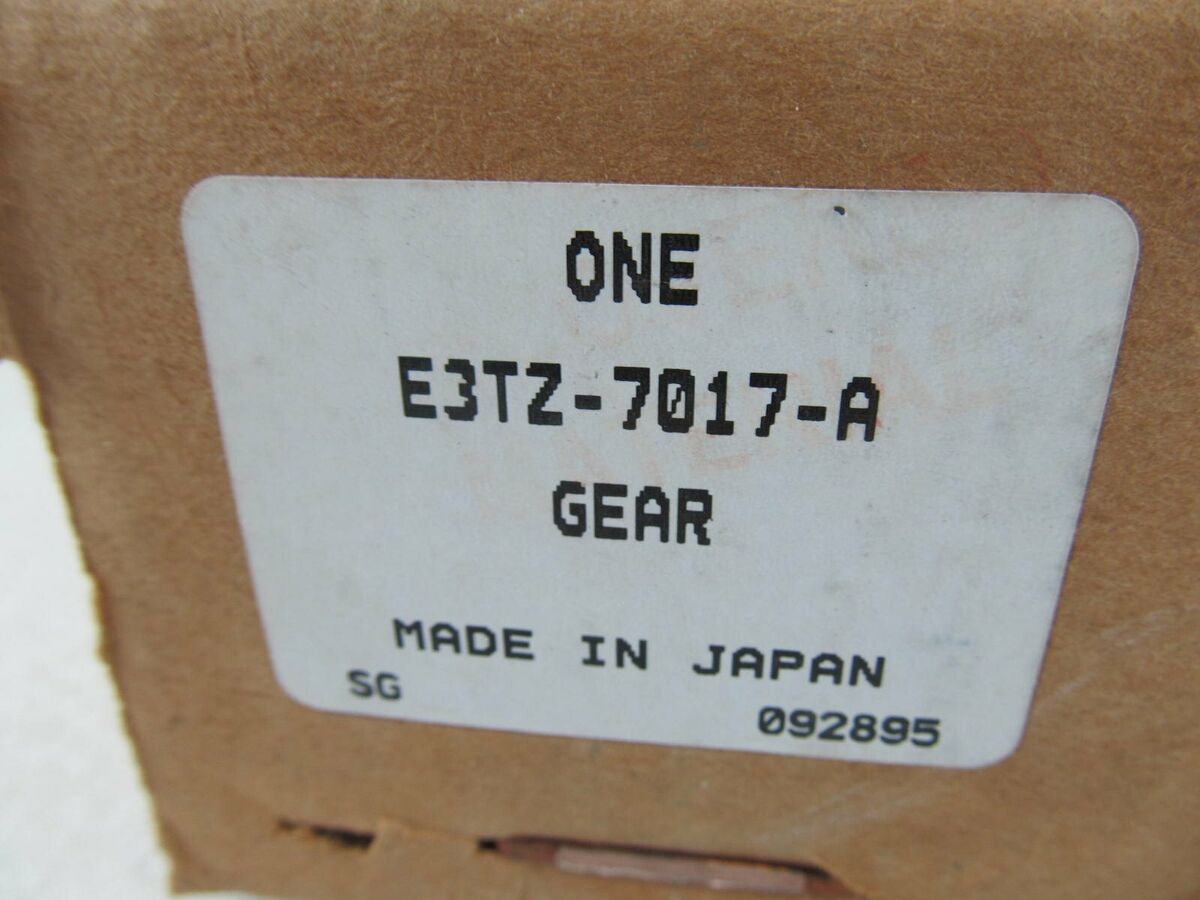 ONE
E3TZ-7017-A
GEAR
MADE IN JAPAN
SG
092895